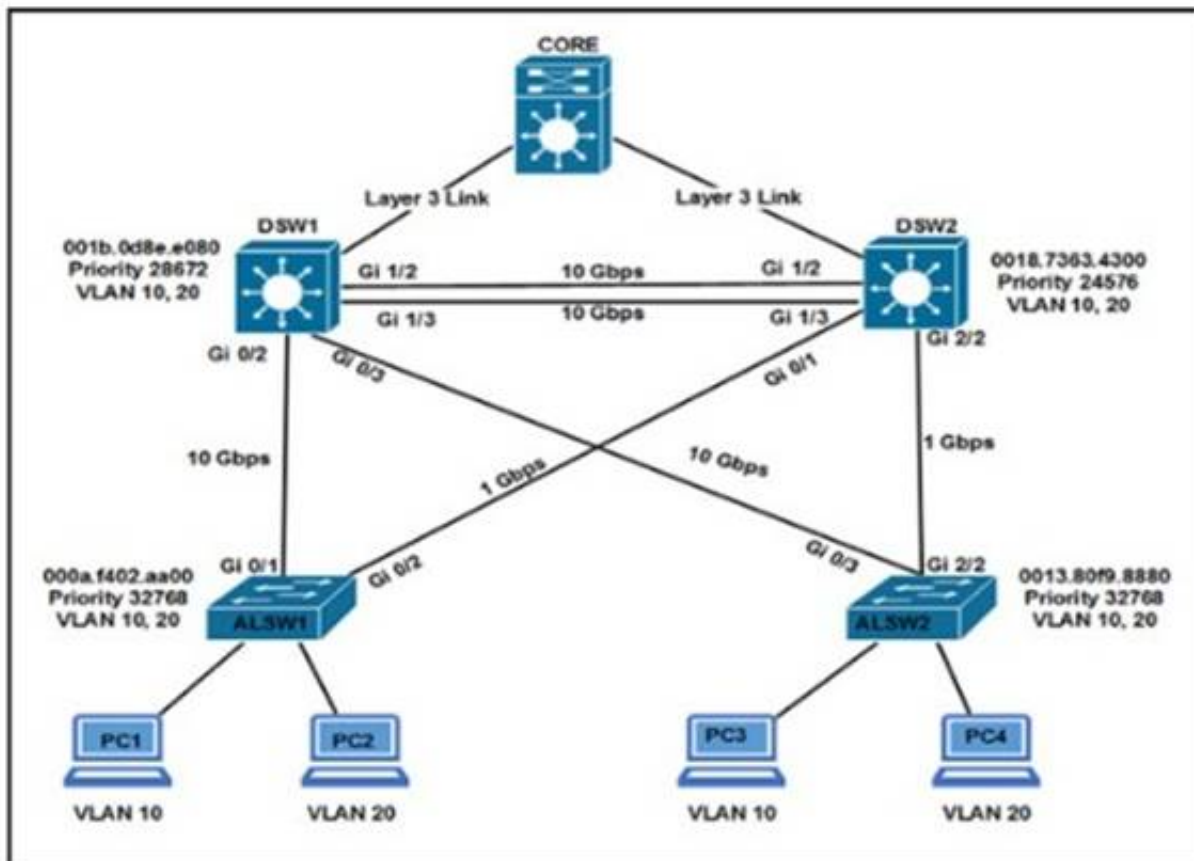 CORE
Layer 3 Link
Layer 3 Link
DSW1
DSW2
001b.0d8e.e080
Priority 28672
VLAN 10, 20
0018.7363.4300
Priority 24576
VLAN 10, 20
Gi 1/2
10 Gbps
Gi 1/2
Gi 1/3
10 Gbps
Gi 1/3
Gi 0/2
Gi 0/3
Gi 0/1
Gi 2/2
10 Gbps
1 Gbps
10 Gbps
1 Gbps
Gi 0/1
Gi 0/2
Gi 0/3
Gi 2/2
000a.f402.aa00
Priority 32768
VLAN 10, 20
0013.80f9.8880
Priority 32768
VLAN 10, 20
ALSW1
ALSW2
PC1
PC2
PC3
PC4
VLAN 10
VLAN 20
VLAN 10
VLAN 20